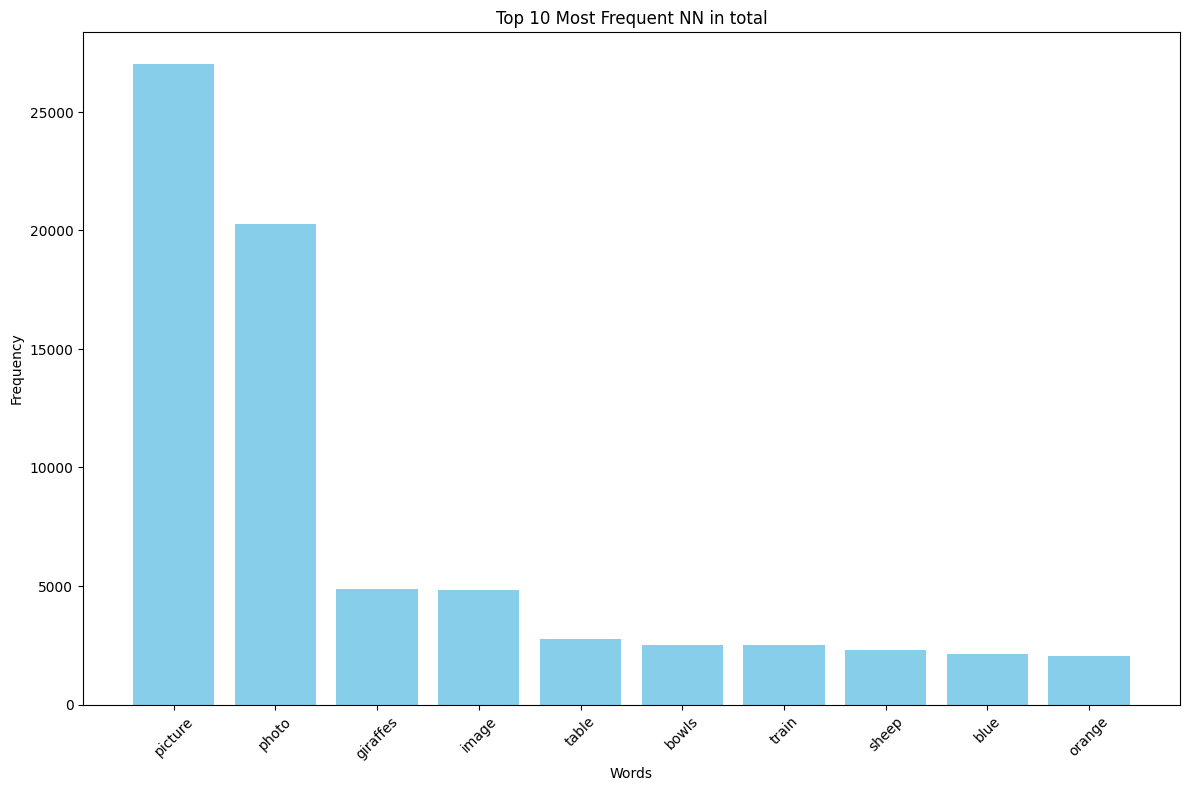 Top 10 Most Frequent NN in total
Frequency
25000
20000
15000
10000
5000
0
picture
photo
giraffes
image
table
bowls
train
sheep
blue
orange
Words